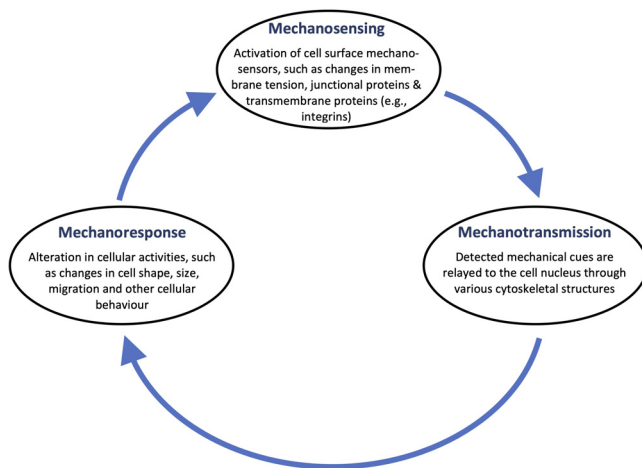 Mechanosensing
Activation of cell surface mechano-
sensors, such as changes in mem-
brane tension, junctional proteins &
transmembrane proteins (e.g.,
integrins)
Mechanoresponse
Alteration in cellular activities, such
as changes in cell shape, size,
migration and other cellular
behaviour
Mechanotransmission
Detected mechanical cues are
relayed to the cell nucleus through
various cytoskeletal structures